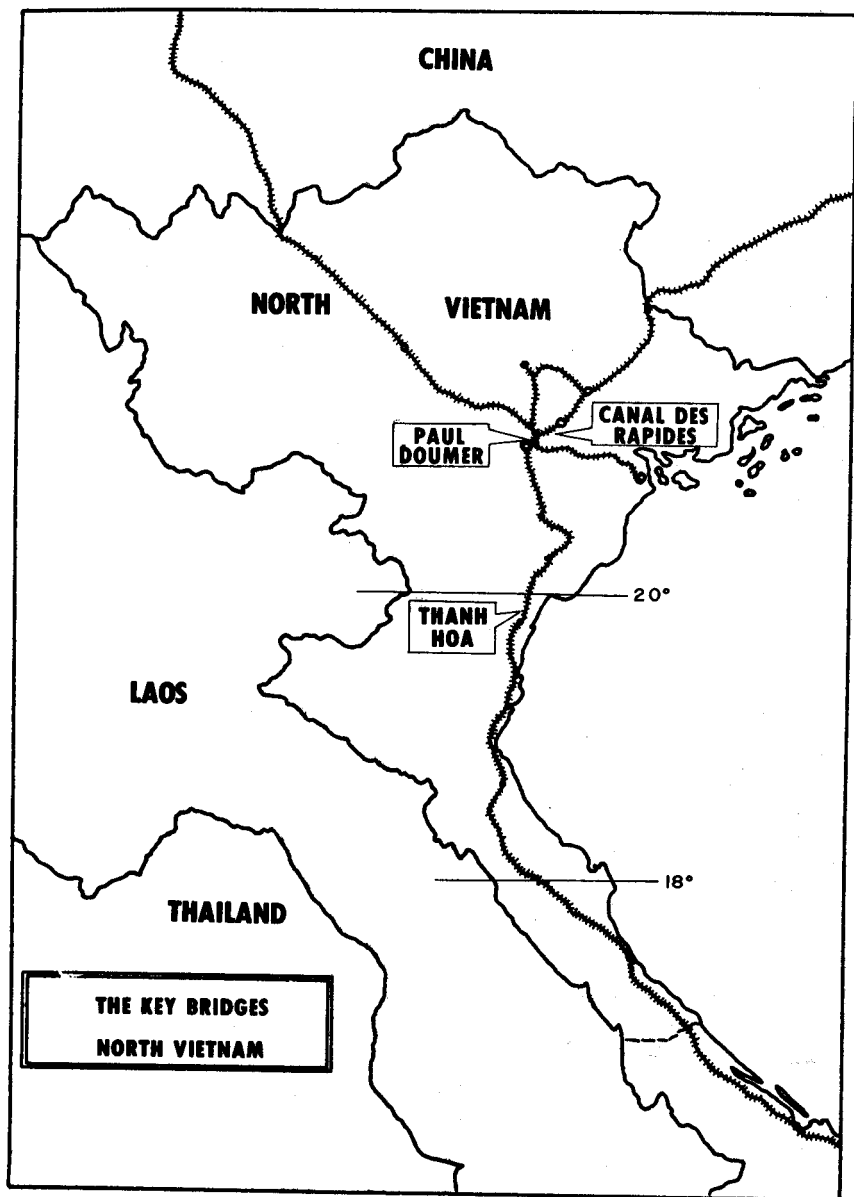 CHINA
NORTH VIETNAM
CANAL DES
RAPIDES
PAUL
DOUMER
20°
THANH
HOA
LAOS
18°
THAILAND
THE KEY BRIDGES
NORTH VIETNAM